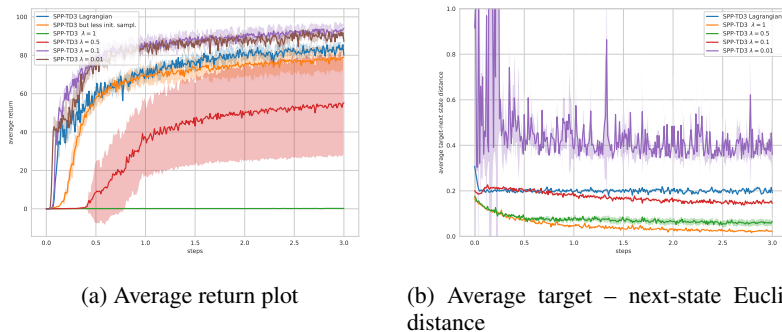 SPP-TD3 Lagrangian
SPP-TD3 but less init. sampl.
SPP-TD3 λ = 1
SPP-TD3 λ = 0.5
SPP-TD3 λ = 0.1
SPP-TD3 λ = 0.01
100
80
60
40
20
0
average return
0.0 0.5 1.0 1.5 2.0 2.5 3.0
steps
(a) Average return plot
SPP-TD3 Lagrangian
SPP-TD3 λ = 1
SPP-TD3 λ = 0.5
SPP-TD3 λ = 0.1
SPP-TD3 λ = 0.01
1.0
0.8
0.6
0.4
0.2
0.0
average target-next state distance
0.0 0.5 1.0 1.5 2.0 2.5 3.0
steps
(b) Average target – next-state Eucli
distance